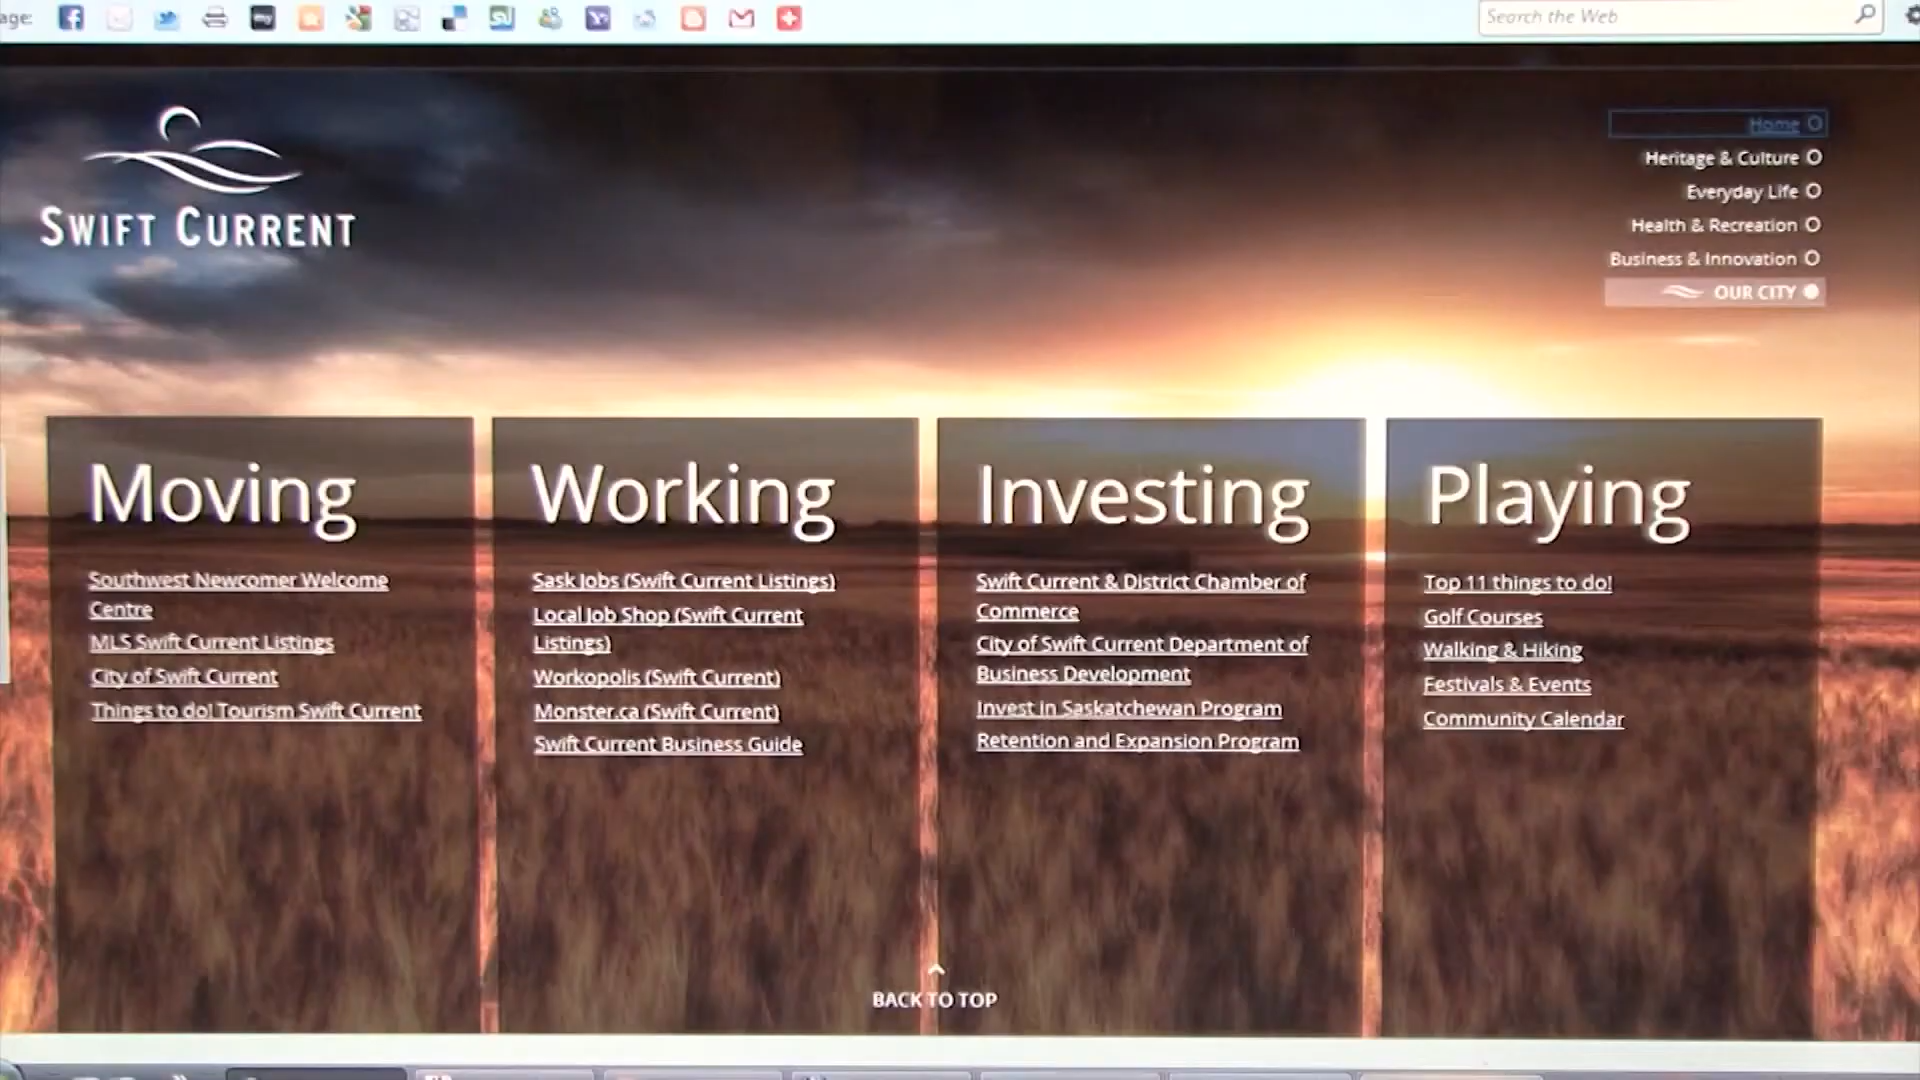 age:
my
Search the Web
SWIFT CURRENT
Home
Heritage & Culture
Everyday Life
Health & Recreation
Business & Innovation
OUR CITY
Moving
Southwest Newcomer Welcome
Centre
MLS Swift Current Listings
City of Swift Current
Things to do! Tourism Swift Current
Working
Sask Jobs (Swift Current Listings)
Local Job Shop (Swift Current
Listings)
Workopolis (Swift Current)
Monster.ca (Swift Current)
Swift Current Business Guide
Investing
Swift Current & District Chamber of
Commerce
City of Swift Current Department of
Business Development
Invest in Saskatchewan Program
Retention and Expansion Program
Playing
Top 11 things to do!
Golf Courses
Walking & Hiking
Festivals & Events
Community Calendar
BACK TO TOP